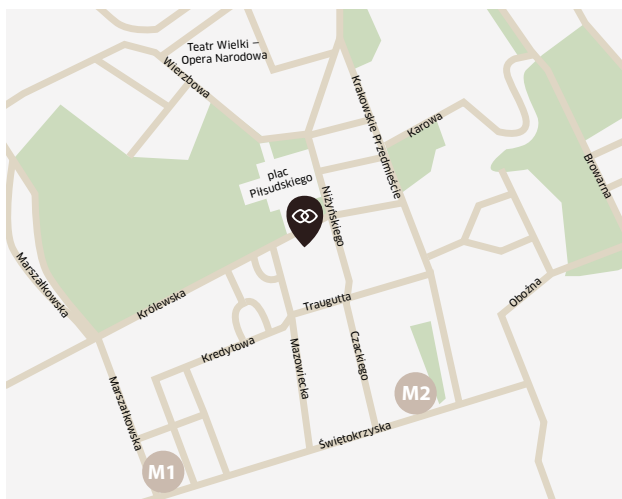 Teatr Wielki –
Opera Narodowa
Wierzbowa
Krakowskie Przedmieście
Karowa
Browarna
plac
Piłsudskiego
Niżyńskiego
Marszałkowska
Królewska
Traugutta
Oboźna
Kredytowa
Mazowiecka
Czackiego
Marszałkowska
M2
Świętokrzyska
M1